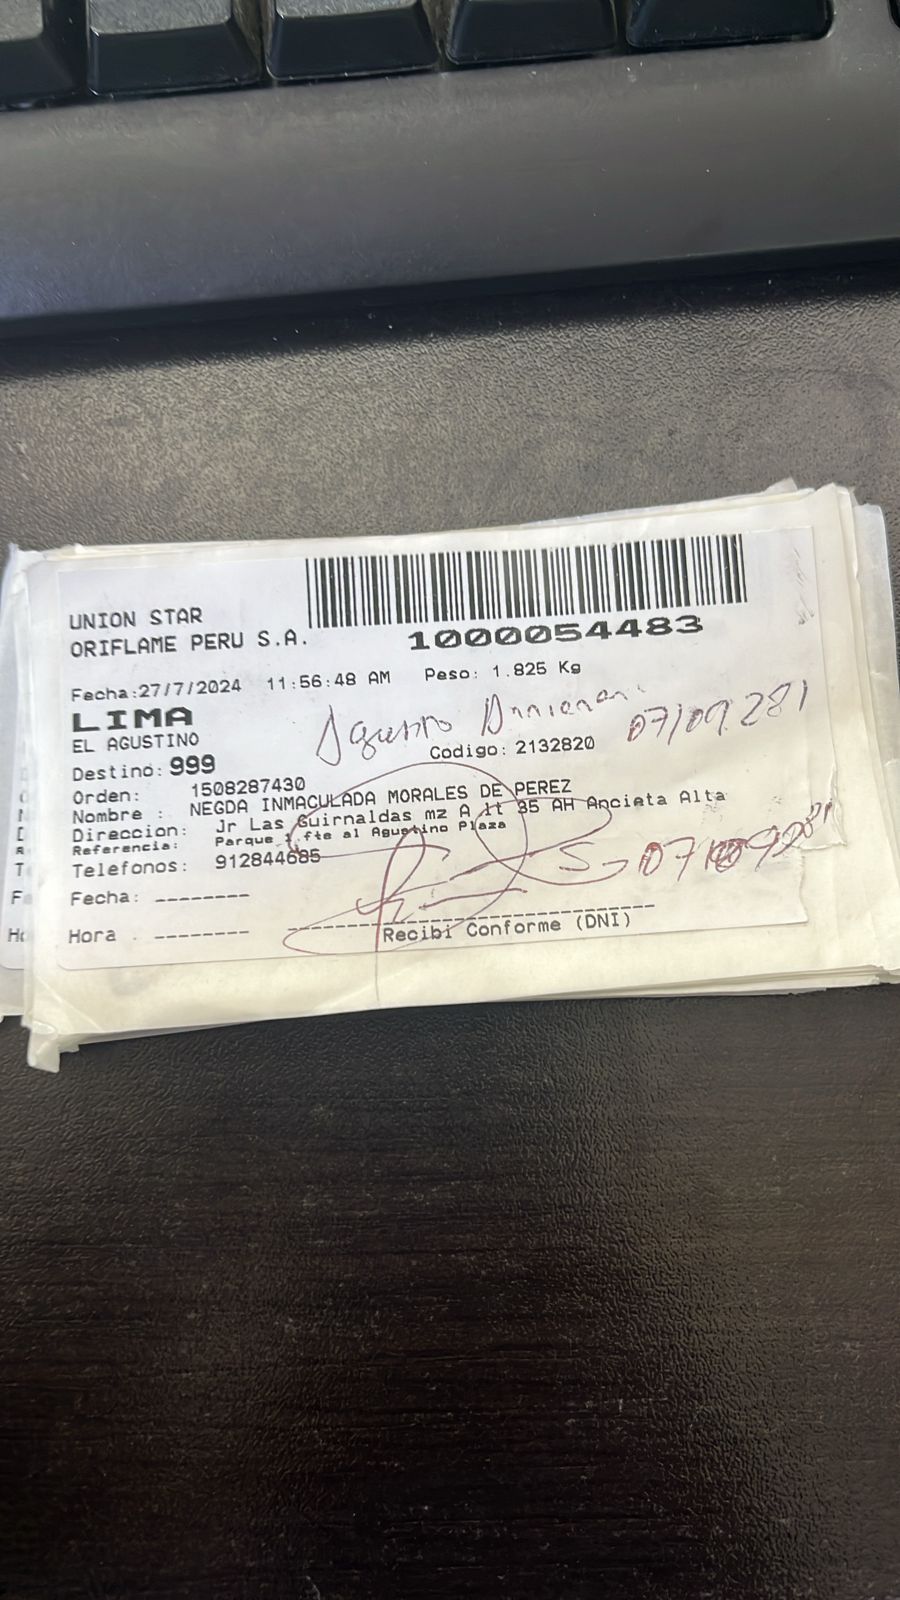 UNION STAR
ORIFLAME PERU S.A.
1000054483
Fecha:27/7/2024 11:56:48 AM Peso: 1.825 Kg
LIMA
EL AGUSTINO
07109281
Destino: 999 Codigo: 2132820
Orden: 1508287430
Nombre : NEGDA INMACULADA MORALES DE PEREZ
Direccion: Jr Las Guirnaldas mz A lt 35 AH Ancieta Alta
Referencia: Parque 1 fte al Agustino Plaza
Telefonos: 912844685
Fecha: --------
Hora : --------
Recibi Conforme (DNI)